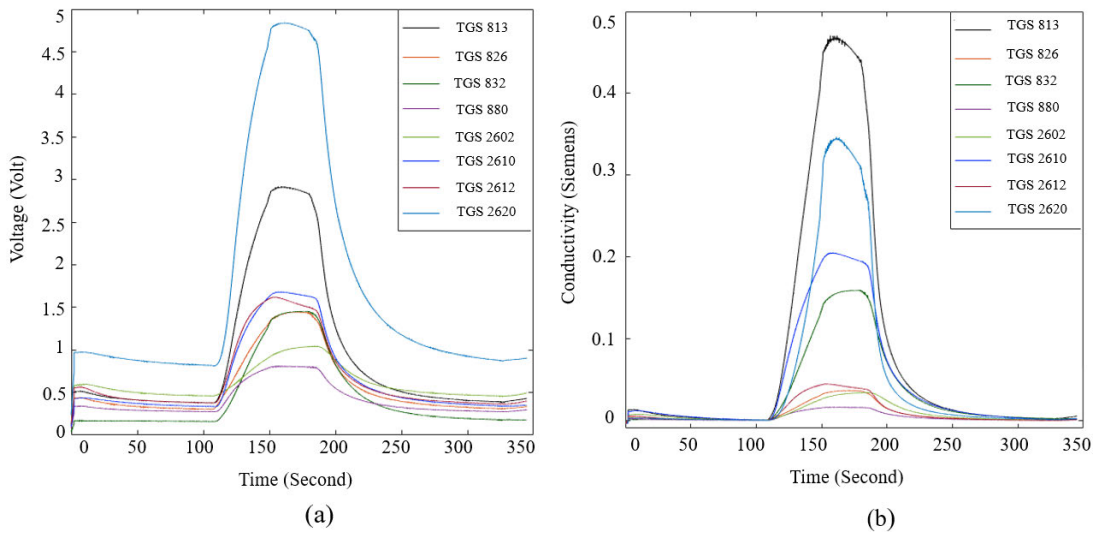 5
4.5
4
3.5
3
2.5
2
1.5
1
0.5
0
Voltage (Volt)
0 50 100 150 200 250 300 350
Time (Second)
TGS 813
TGS 826
TGS 832
TGS 880
TGS 2602
TGS 2610
TGS 2612
TGS 2620
(a)
0.5
0.4
0.3
0.2
0.1
0
Conductivity (Siemens)
0 50 100 150 200 250 300 350
Time (Second)
TGS 813
TGS 826
TGS 832
TGS 880
TGS 2602
TGS 2610
TGS 2612
TGS 2620
(b)